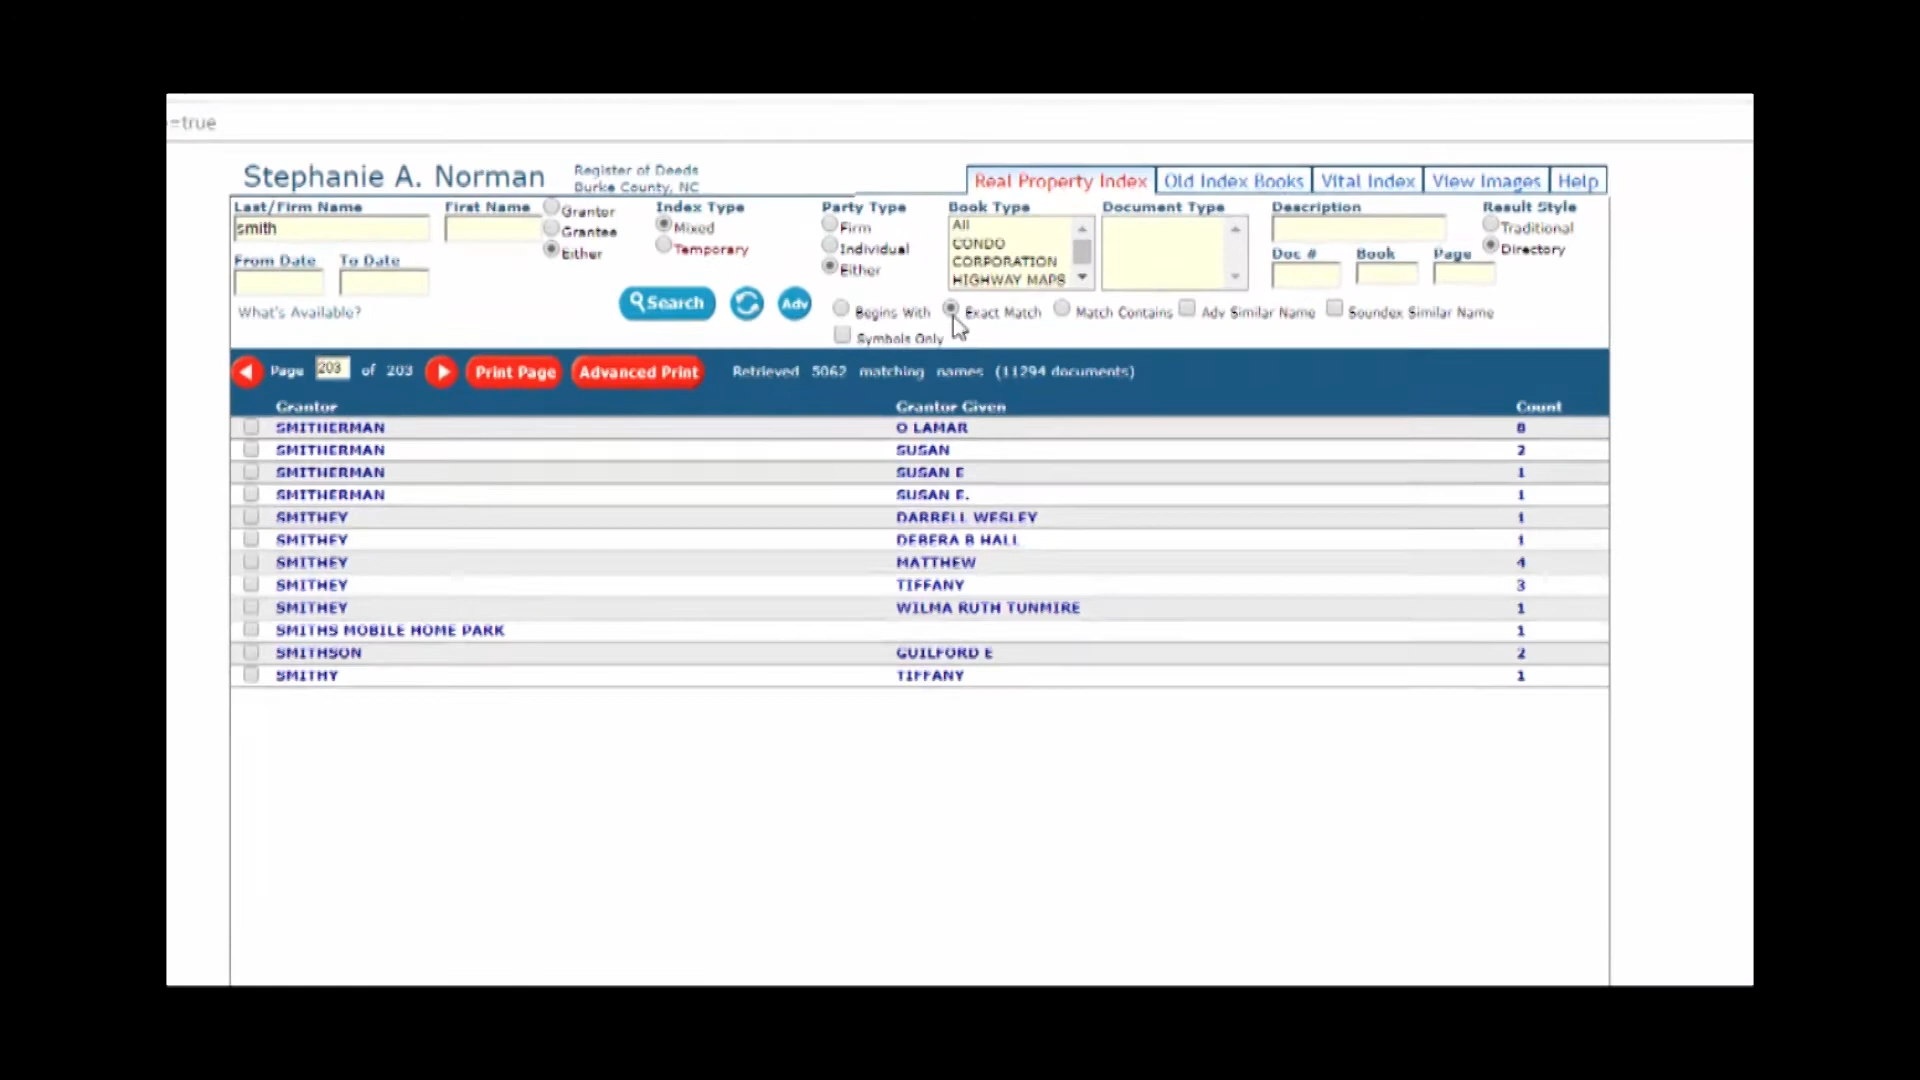 =true
Stephanie A. Norman
Register of Deeds
Burke County, NC
Real Property Index Old Index Books Vital Index View Images Help
Last/Firm Name First Name Grantor Index Type Party Type Book Type Document Type Description Result Style
smith Grantee Mixed Firm All Traditional
Either Temporary Individual CONDO Directory
From Date To Date Either CORPORATION Doc # Book Page
HIGHWAY MAPS
What's Available? Search Adv
Begins With Exact Match Match Contains Adv Similar Name Soundex Similar Name
Symbols Only
Page 203 of 203 Print Page Advanced Print Retrieved 5062 matching names (11294 documents)
Grantor Grantor Given Count
SMITHERMAN O LAMAR 8
SMITHERMAN SUSAN 2
SMITHERMAN SUSAN E 1
SMITHERMAN SUSAN E. 1
SMITHEY DARRELL WESLEY 1
SMITHEY DEBERA B HALL 1
SMITHEY MATTHEW 4
SMITHEY TIFFANY 3
SMITHEY WILMA RUTH TUNMIRE 1
SMITHS MOBILE HOME PARK 1
SMITHSON GUILFORD E 2
SMITHY TIFFANY 1